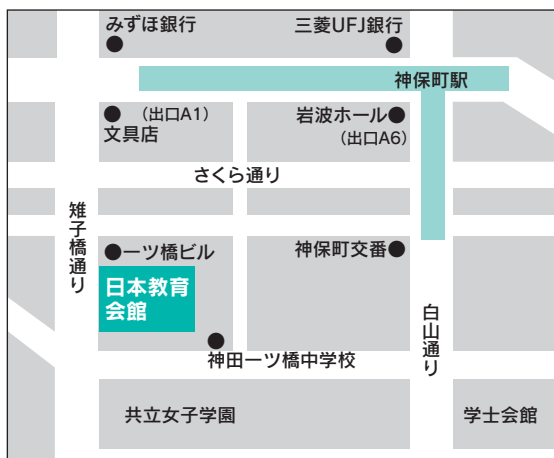 みずほ銀行
三菱UFJ銀行
神保町駅
(出口A1)
文具店
岩波ホール
(出口A6)
さくら通り
雉子橋通り
一ツ橋ビル
神保町交番
日本教育
会館
白山通り
神田一ツ橋中学校
共立女子学園
学士会館